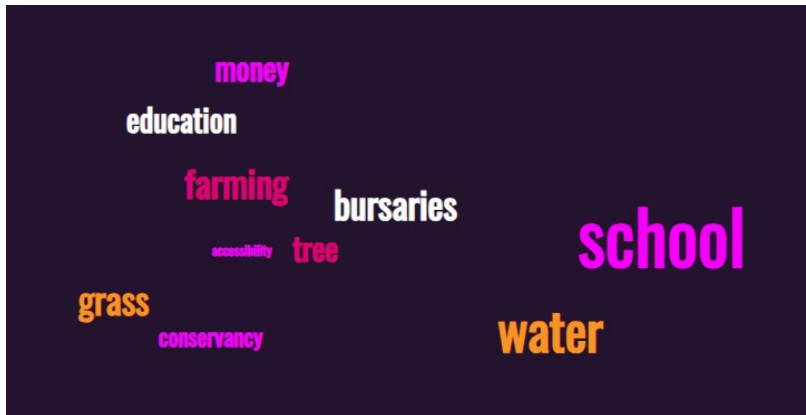 money
education
farming
bursaries
school
accessibility
tree
grass
water
conservancy